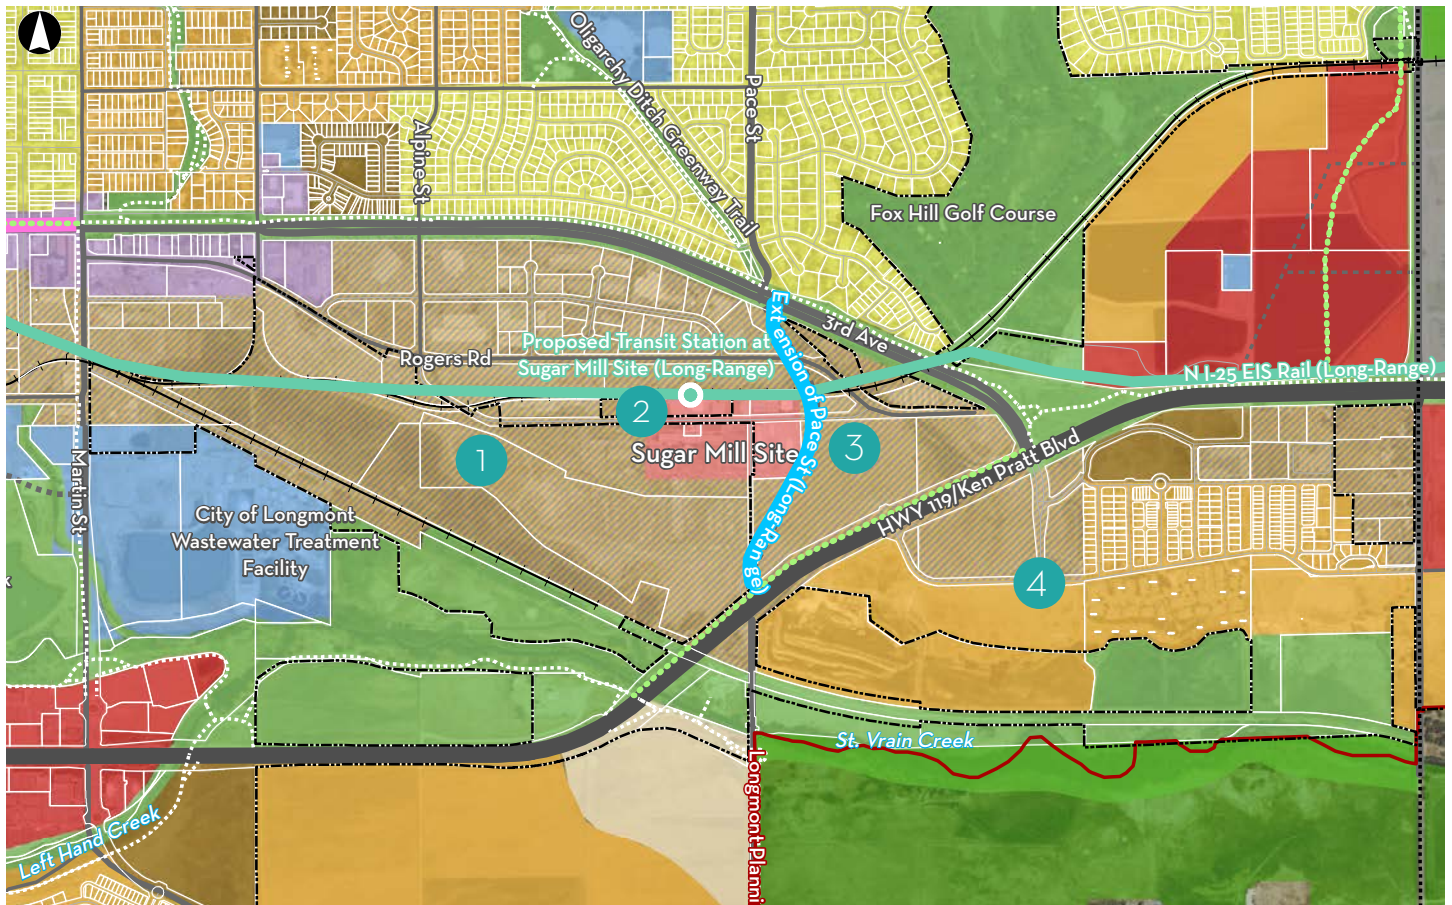 Oligarchy Ditch Greenway Trail
Pace St
Alpine St
Fox Hill Golf Course
3rd Ave
Extension of Pace St (Long-Range)
Proposed Transit Station at
Sugar Mill Site (Long-Range)
Rogers Rd
N I-25 EIS Rail (Long-Range)
2
1
Sugar Mill Site
3
HWY 119/Ken Pratt Blvd
Martin St
City of Longmont
Wastewater Treatment
Facility
k
4
St. Vrain Creek
Longmont Planni
Left Hand Creek